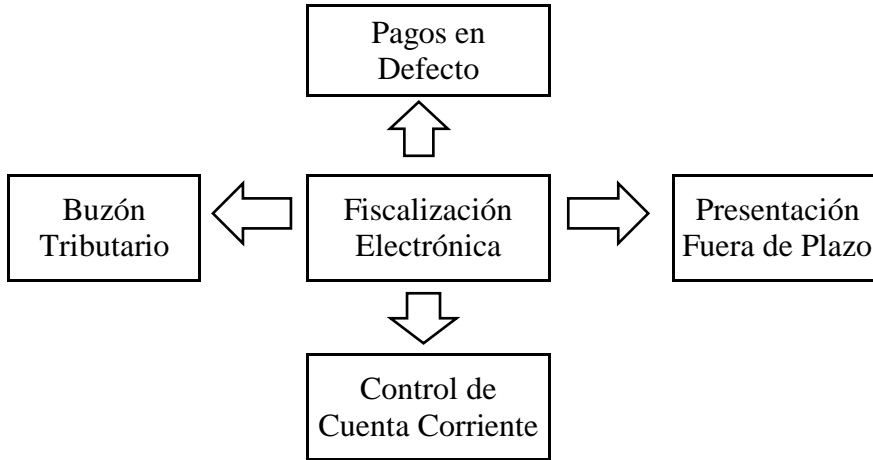 Pagos en
Defecto
Buzón
Tributario
Fiscalización
Electrónica
Presentación
Fuera de Plazo
Control de
Cuenta Corriente